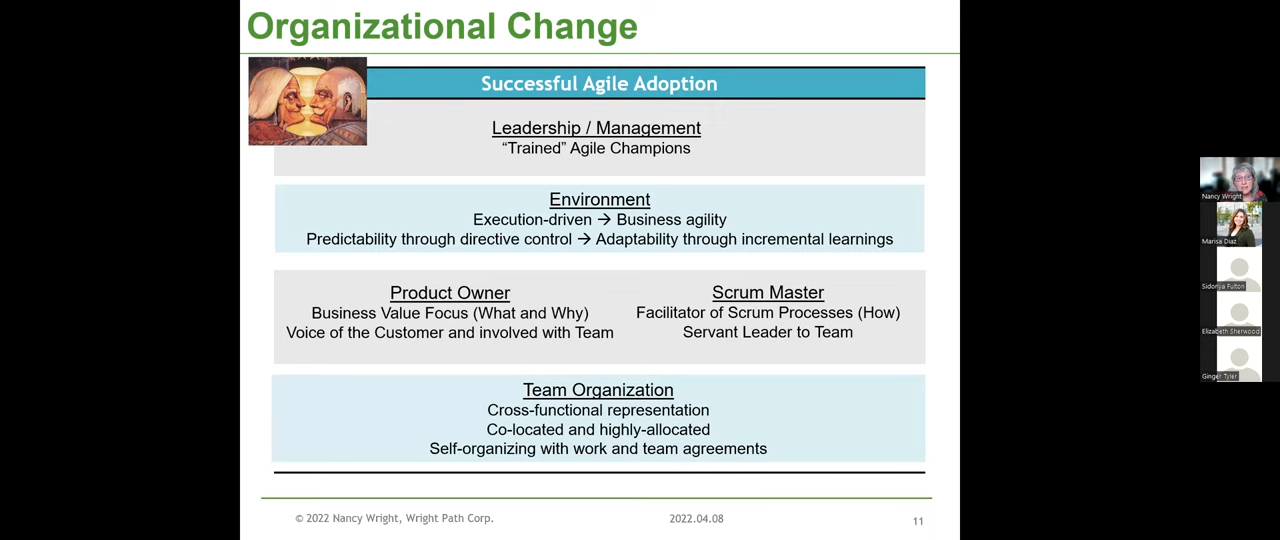 Organizational Change
Successful Agile Adoption
Leadership / Management
“Trained” Agile Champions
Environment
Execution-driven → Business agility
Predictability through directive control → Adaptability through incremental learnings
Product Owner
Business Value Focus (What and Why)
Voice of the Customer and involved with Team
Scrum Master
Facilitator of Scrum Processes (How)
Servant Leader to Team
Team Organization
Cross-functional representation
Co-located and highly-allocated
Self-organizing with work and team agreements
© 2022 Nancy Wright, Wright Path Corp.
2022.04.08
11
Nancy Wright
Marisa Diaz
Sidonya Fulton
Elizabeth Sherwood
Ginger Tyler